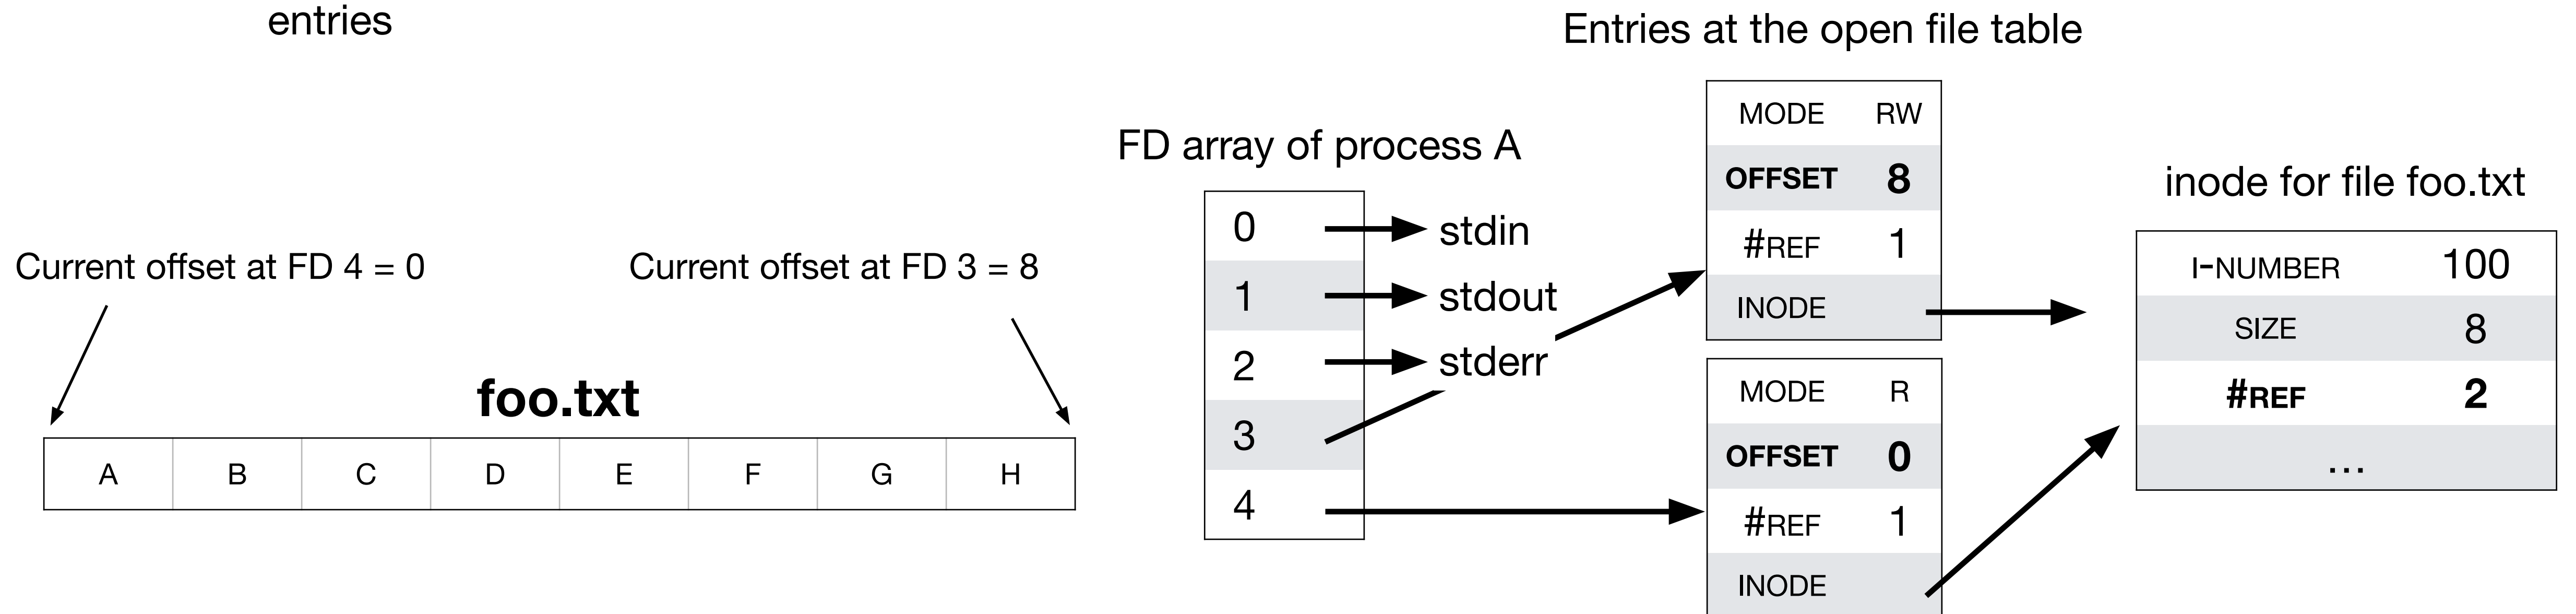 entries
Current offset at FD 4 = 0
Current offset at FD 3 = 8
foo.txt
A B C D E F G H
FD array of process A
0 stdin
1 stdout
2 stderr
3
4
Entries at the open file table
MODE RW
OFFSET 8
#REF 1
INODE
MODE R
OFFSET 0
#REF 1
INODE
inode for file foo.txt
I-NUMBER 100
SIZE 8
#REF 2
...